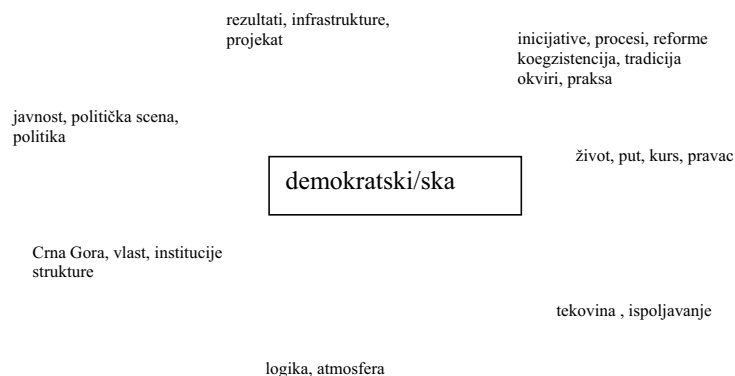 rezultati, infrastrukture,
projekat
inicijative, procesi, reforme
koegzistencija, tradicija
okviri, praksa
javnost, politička scena,
politika
život, put, kurs, pravac
demokratski/ska
Crna Gora, vlast, institucije
strukture
tekovina , ispoljavanje
logika, atmosfera